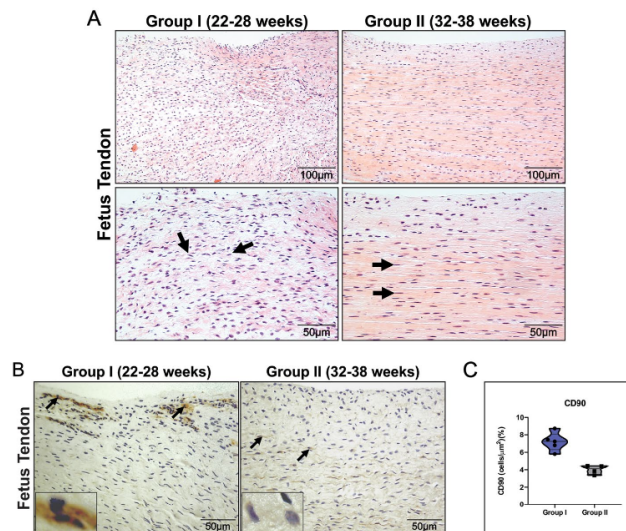 A
Group I (22-28 weeks)
Group II (32-38 weeks)
Fetus Tendon
100µm
100µm
50µm
50µm
B
Group I (22-28 weeks)
Group II (32-38 weeks)
Fetus Tendon
50µm
50µm
C
CD90
CD90 (cells/µm²)(%)
10
8
6
4
2
0
Group I
Group II